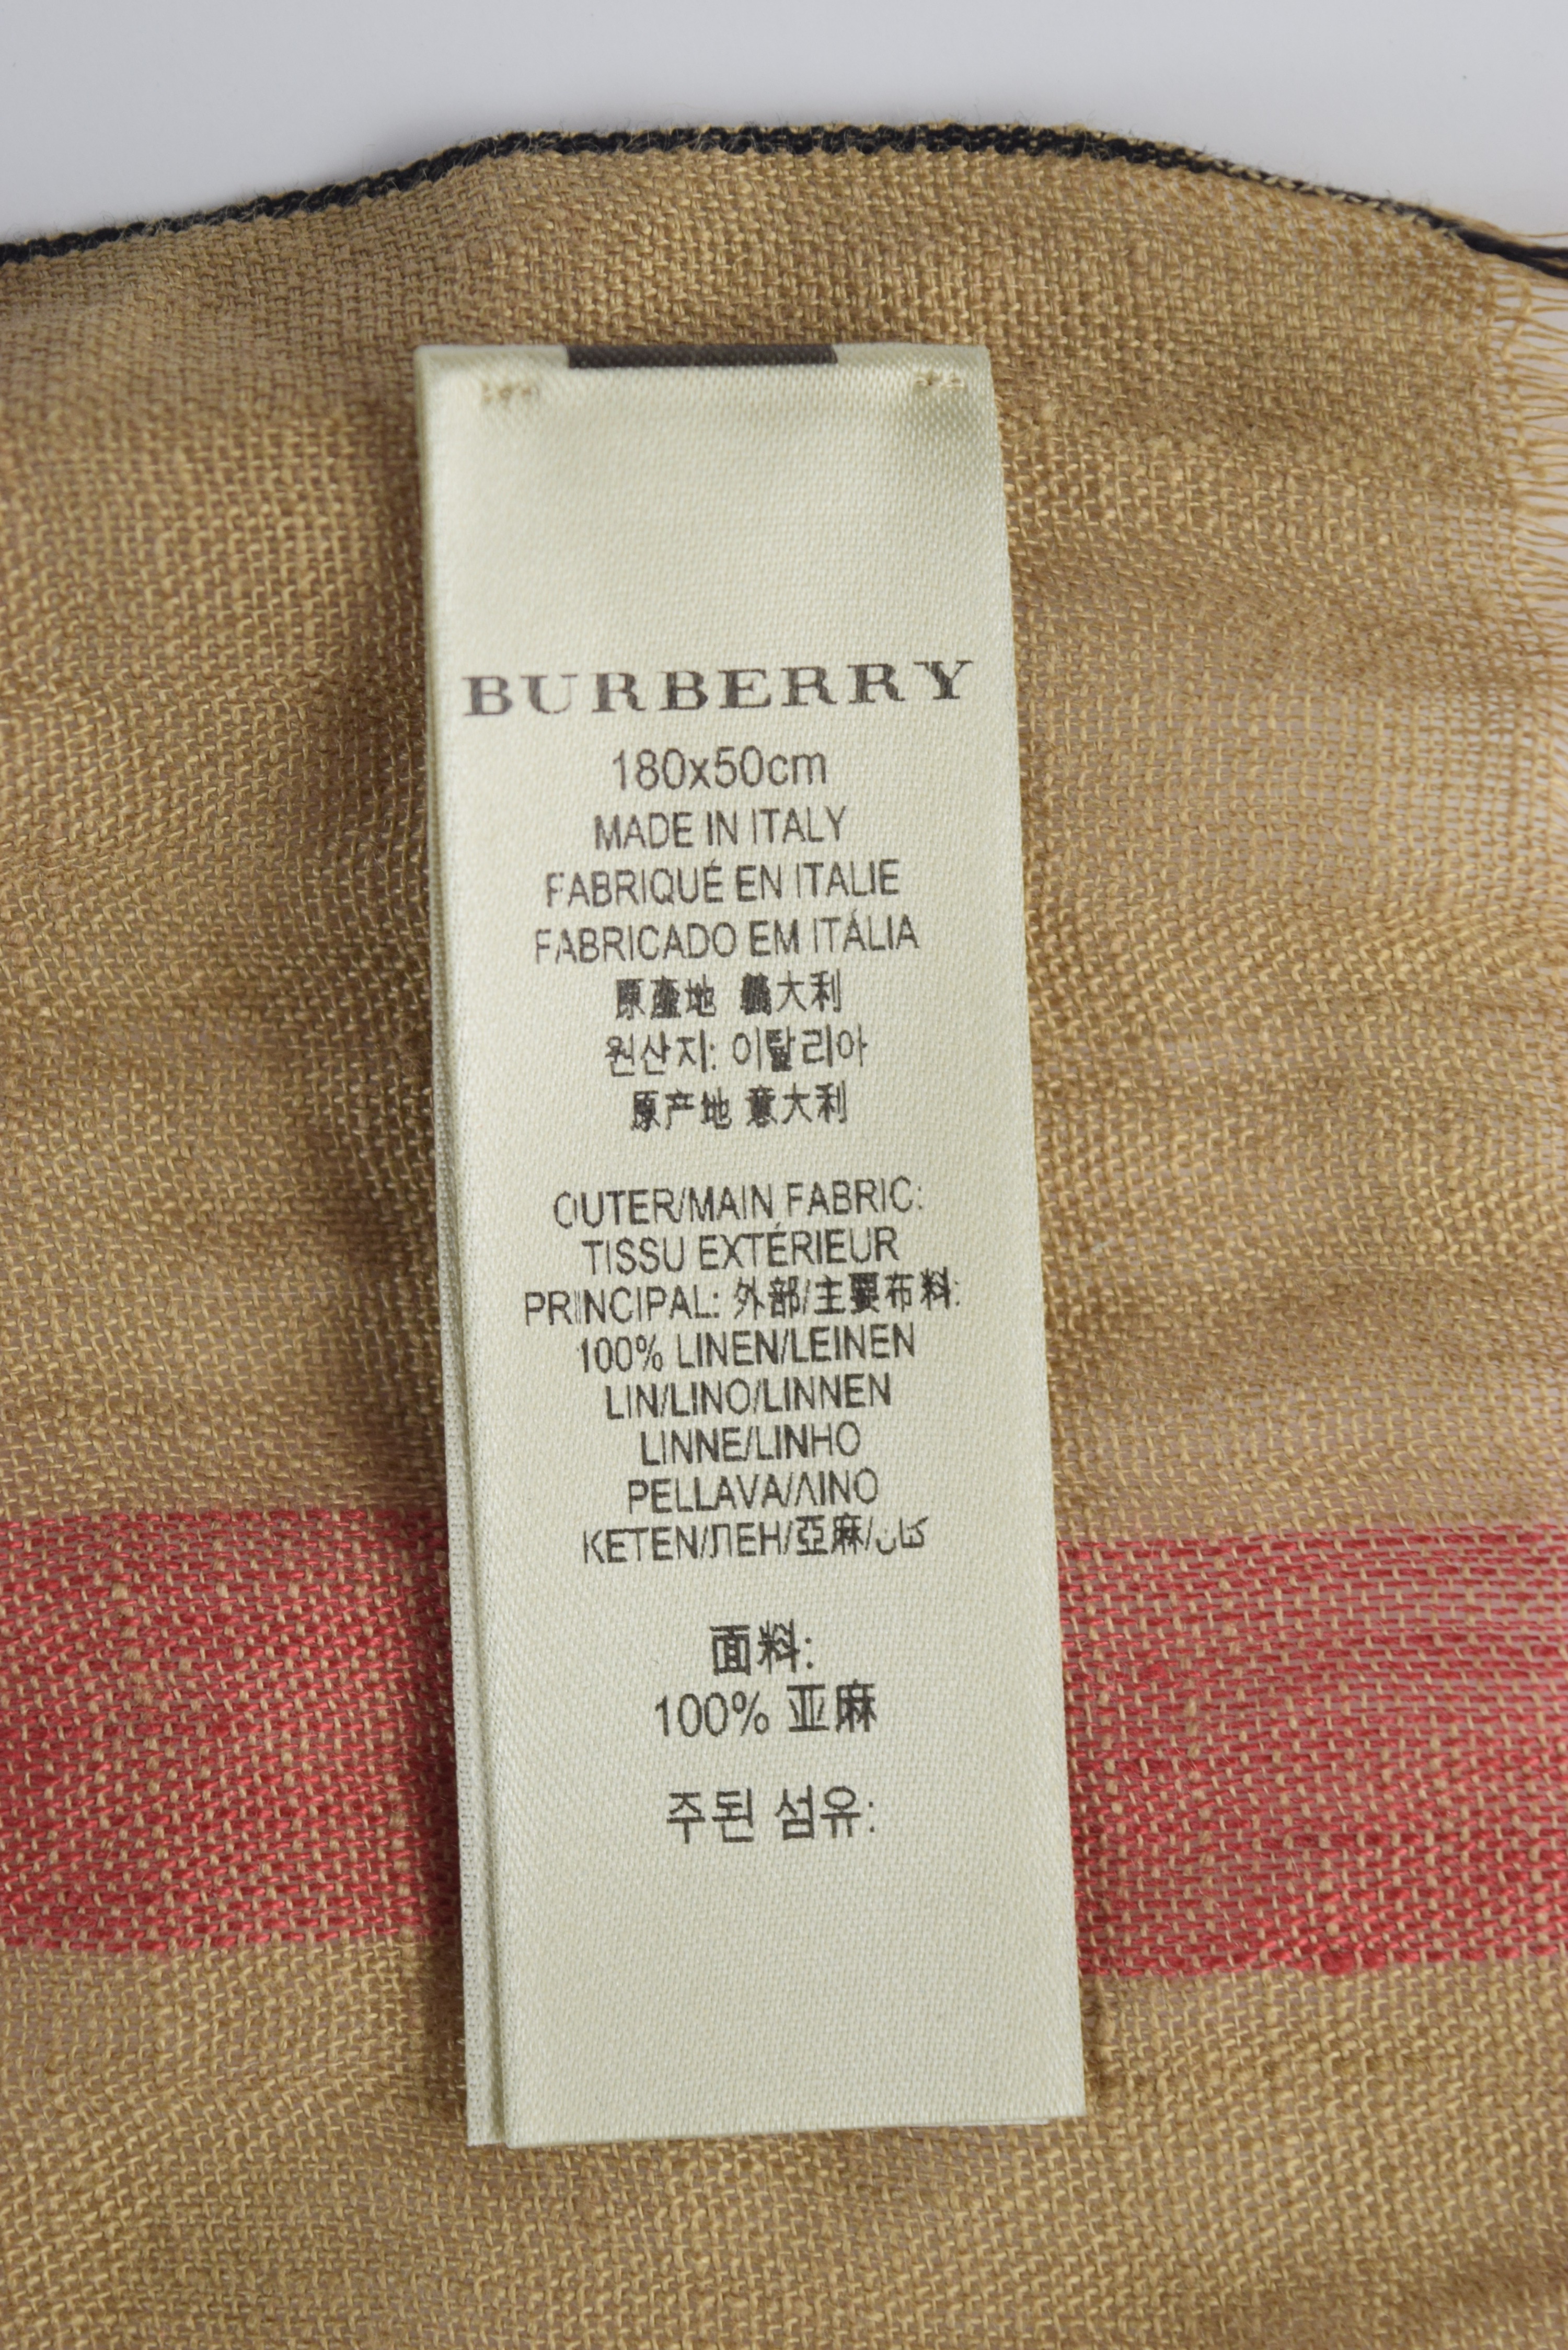 BURBERRY
180x50cm
MADE IN ITALY
FABRIQUÉ EN ITALIE
FABRICADO EM ITÁLIA
原產地 義大利
원산지: 이탈리아
原产地 意大利
OUTER/MAIN FABRIC:
TISSU EXTÉRIEUR
PRINCIPAL: 外部/主要布料:
100% LINEN/LEINEN
LIN/LINO/LINNEN
LINNE/LINHO
PELLAVA/ΛINO
KETEN/ЛЕН/亞麻/كتان
面料:
100% 亚麻
주된 섬유: